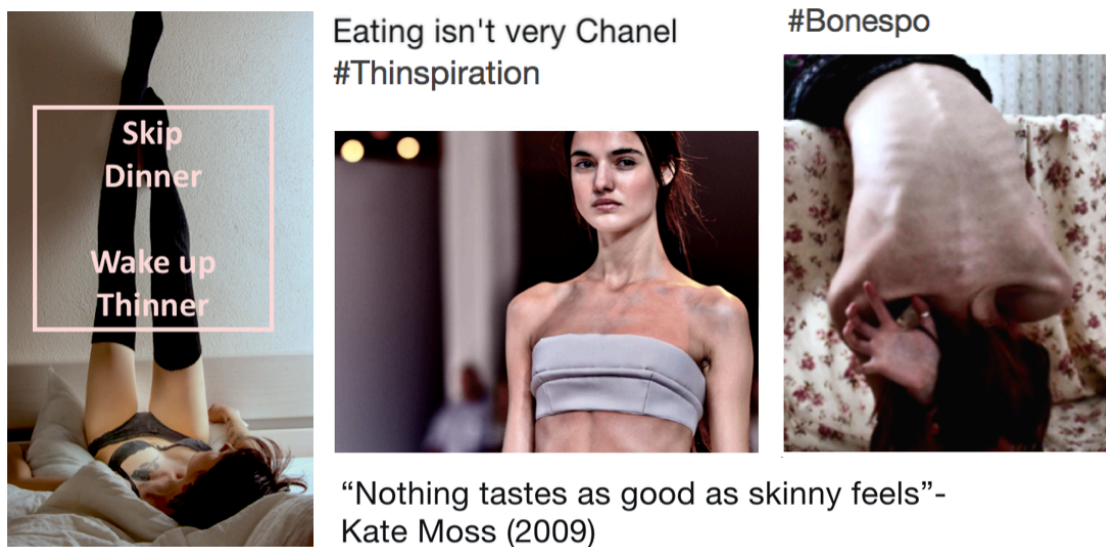 Skip
Dinner
Wake up
Thinner
Eating isn't very Chanel
#Thinspiration
#Bonespo
“Nothing tastes as good as skinny feels”-
Kate Moss (2009)